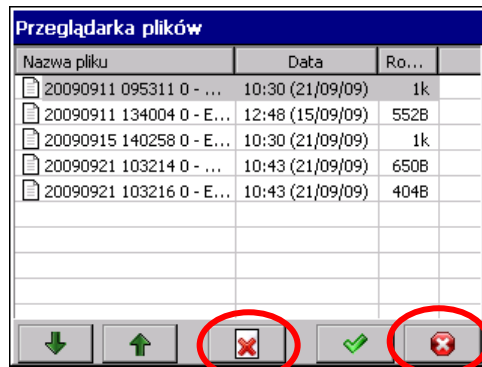 Przeglądarka plików
Nazwa pliku Data Ro...
20090911 095311 0 - ... 10:30 (21/09/09) 1k
20090911 134004 0 - E... 12:48 (15/09/09) 552B
20090915 140258 0 - E... 10:30 (21/09/09) 1k
20090921 103214 0 - ... 10:43 (21/09/09) 650B
20090921 103216 0 - E... 10:43 (21/09/09) 404B